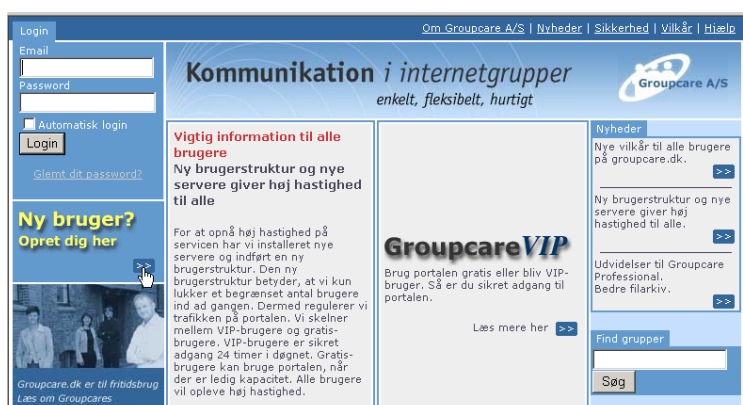 Login
Om Groupcare A/S | Nyheder | Sikkerhed | Vilkår | Hjælp
Email
Password
Automatisk login
Login
Glemt dit password?
Kommunikation i internetgrupper
enkelt, fleksibelt, hurtigt
Groupcare A/S
Ny bruger?
Opret dig her
>>
Groupcare.dk er til fritidsbrug
Læs om Groupcares
Vigtig information til alle
brugere
Ny brugerstruktur og nye
servere giver høj hastighed
til alle
For at opnå høj hastighed på
servicen har vi installeret nye
servere og indført en ny
brugerstruktur. Den ny
brugerstruktur betyder, at vi kun
lukker et begrænset antal brugere
ind ad gangen. Dermed regulerer vi
trafikken på portalen. Vi skelner
mellem VIP-brugere og gratis-
brugere. VIP-brugere er sikret
adgang 24 timer i døgnet. Gratis-
brugere kan bruge portalen, når
der er ledig kapacitet. Alle brugere
vil opleve høj hastighed.
GroupcareVIP
Brug portalen gratis eller bliv VIP-
bruger. Så er du sikret adgang til
portalen.
Læs mere her >>
Nyheder
Nye vilkår til alle brugere
på groupcare.dk.
>>
Ny brugerstruktur og nye
servere giver høj
hastighed til alle.
>>
Udvidelser til Groupcare
Professional.
Bedre filarkiv.
>>
Find grupper
Søg